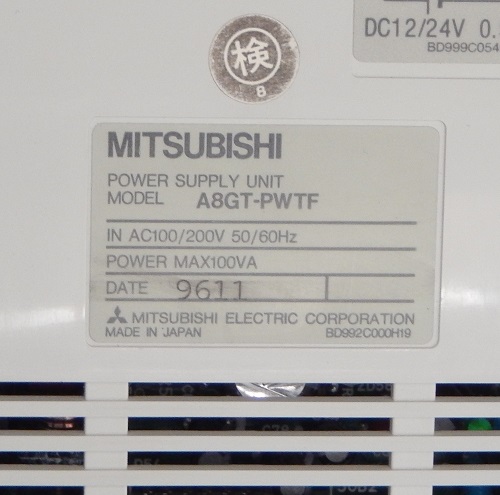 DC12/24V 0.
BD999C054
検
8
MITSUBISHI
POWER SUPPLY UNIT
MODEL A8GT-PWTF
IN AC100/200V 50/60Hz
POWER MAX100VA
DATE 9611
MITSUBISHI ELECTRIC CORPORATION
MADE IN JAPAN BD992C000H19